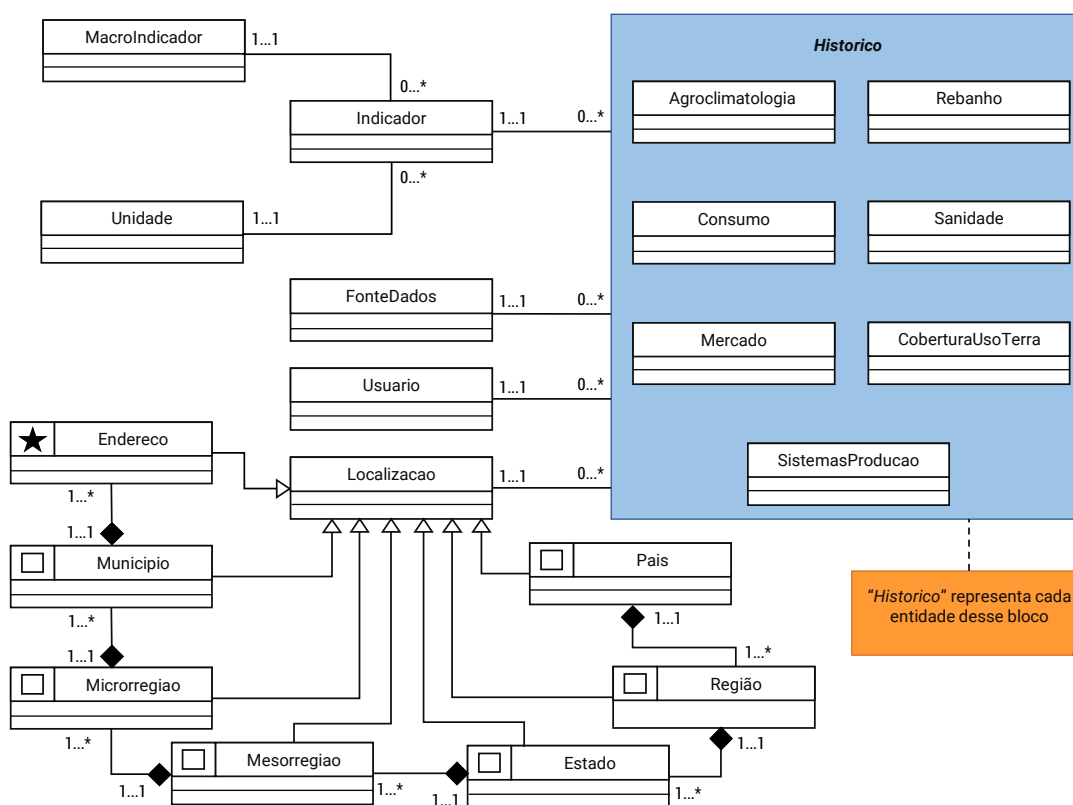 MacroIndicador
1...1
0...*
Indicador
1...1
0...*
0...*
Unidade
1...1
Historico
Agroclimatologia
Rebanho
Consumo
Sanidade
Mercado
CoberturaUsoTerra
SistemasProducao
FonteDados
1...1
0...*
Usuario
1...1
0...*
Endereco
Localizacao
1...1
0...*
1...*
1...1
Municipio
Pais
1...*
1...1
1...1
1...*
Microrregiao
Região
1...*
1...1
Mesorregiao
Estado
1...1
1...*
1...1
1...*
"Historico" representa cada
entidade desse bloco